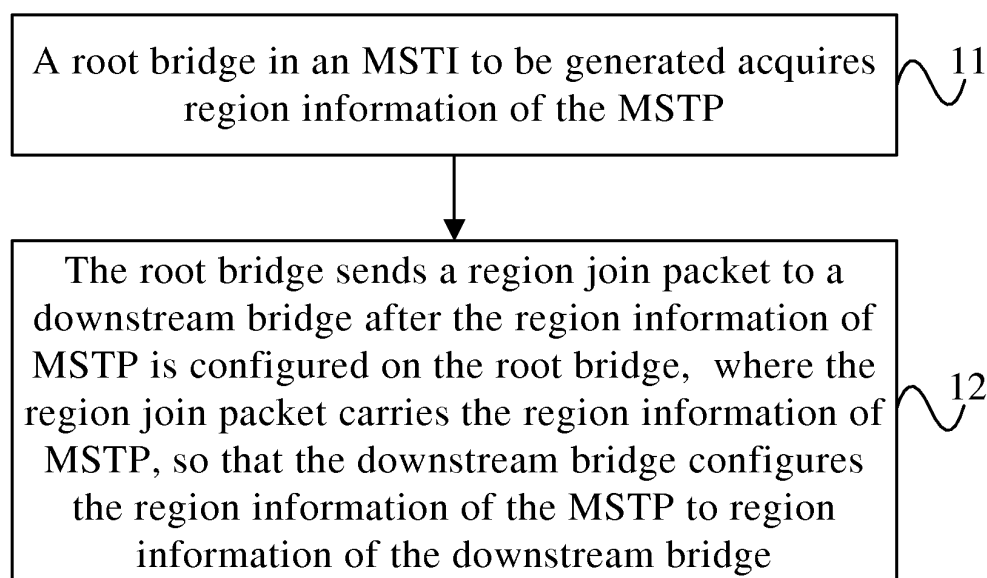 A root bridge in an MSTI to be generated acquires
region information of the MSTP
11
The root bridge sends a region join packet to a
downstream bridge after the region information of
MSTP is configured on the root bridge,  where the
region join packet carries the region information of
MSTP, so that the downstream bridge configures
the region information of the MSTP to region
information of the downstream bridge
12